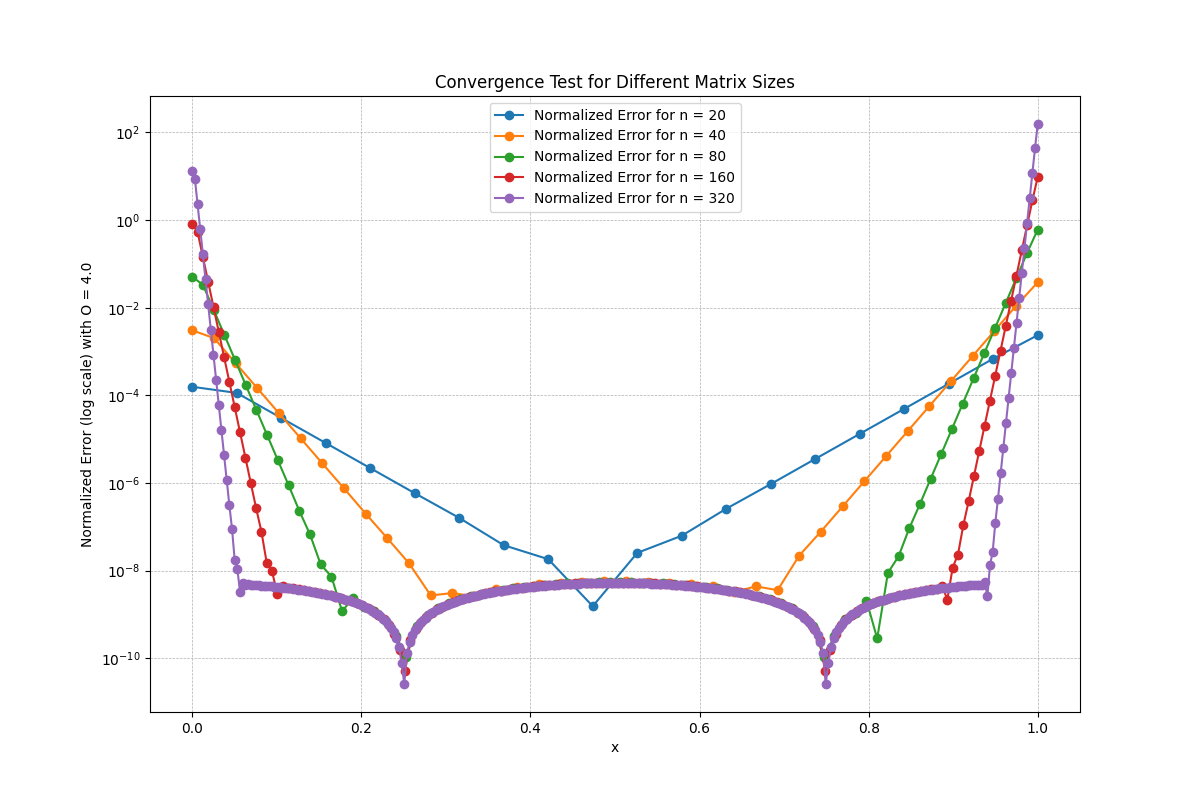 Convergence Test for Different Matrix Sizes
Normalized Error for n = 20
Normalized Error for n = 40
Normalized Error for n = 80
Normalized Error for n = 160
Normalized Error for n = 320
Normalized Error (log scale) with O = 4.0
10²
10⁰
10⁻²
10⁻⁴
10⁻⁶
10⁻⁸
10⁻¹⁰
0.0 0.2 0.4 0.6 0.8 1.0
x